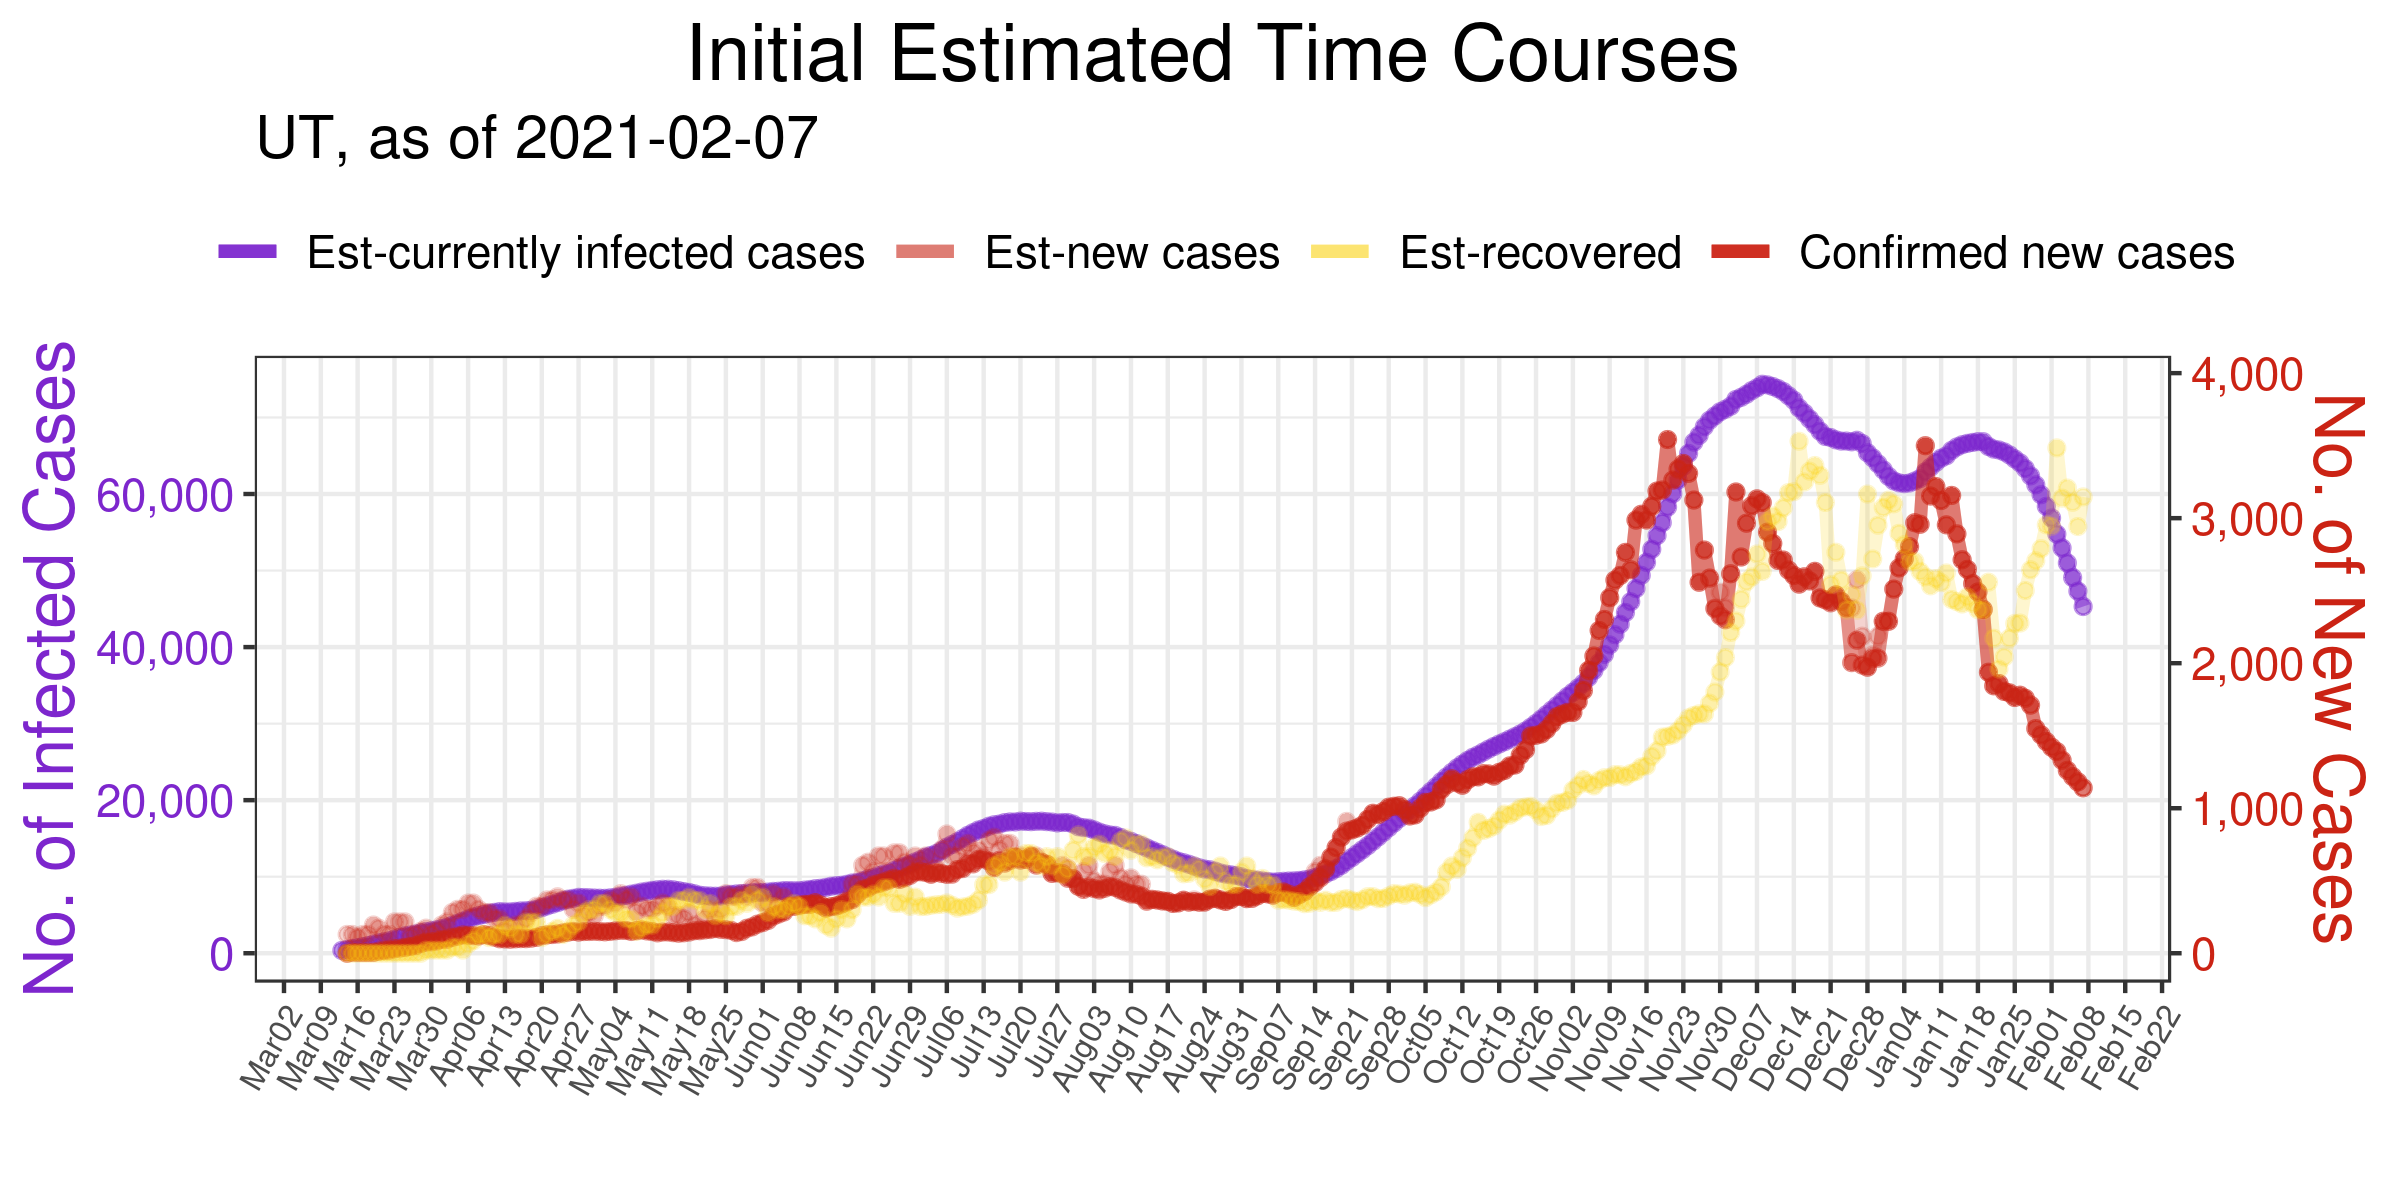 Initial Estimated Time Courses
UT, as of 2021-02-07
Est-currently infected cases Est-new cases Est-recovered Confirmed new cases
No. of Infected Cases
60,000
40,000
20,000
0
4,000
3,000
2,000
1,000
0
No. of New Cases
Mar02 Mar09 Mar16 Mar23 Mar30 Apr06 Apr13 Apr20 Apr27 May04 May11 May18 May25 Jun01 Jun08 Jun15 Jun22 Jun29 Jul06 Jul13 Jul20 Jul27 Aug03 Aug10 Aug17 Aug24 Aug31 Sep07 Sep14 Sep21 Sep28 Oct05 Oct12 Oct19 Oct26 Nov02 Nov09 Nov16 Nov23 Nov30 Dec07 Dec14 Dec21 Dec28 Jan04 Jan11 Jan18 Jan25 Feb01 Feb08 Feb15 Feb22